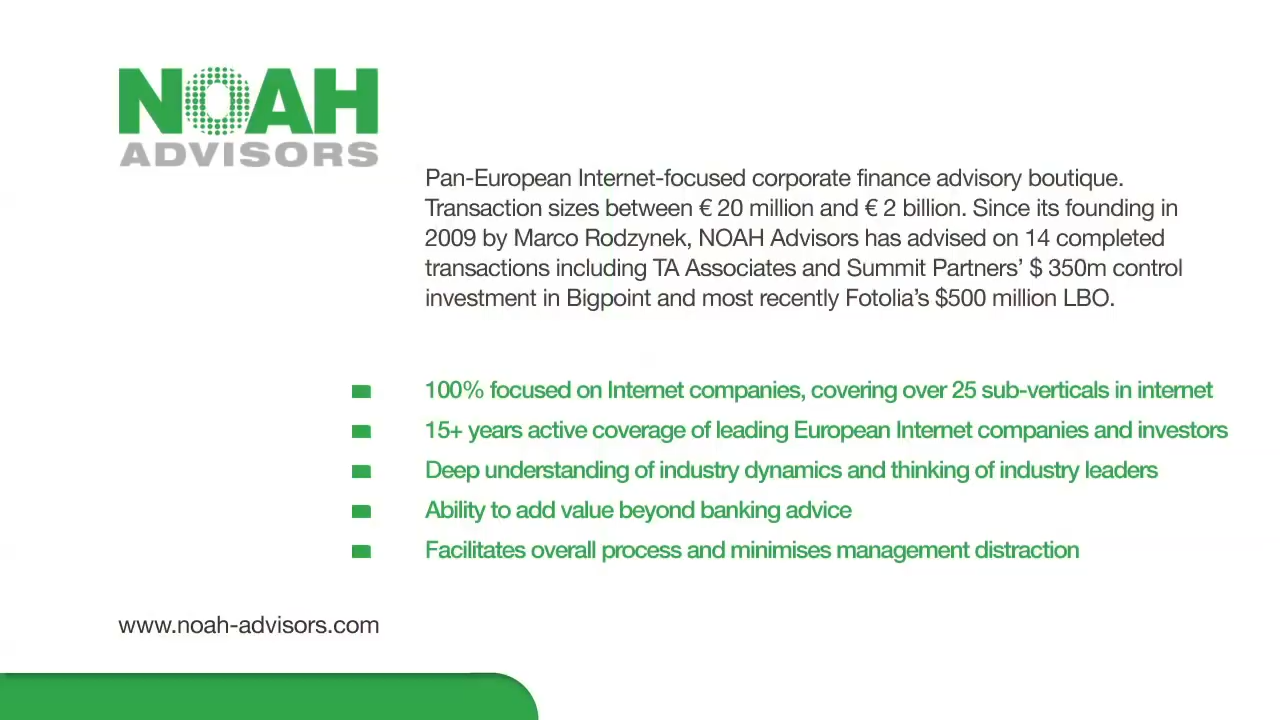 NOAH
ADVISORS
Pan-European Internet-focused corporate finance advisory boutique.
Transaction sizes between € 20 million and € 2 billion. Since its founding in
2009 by Marco Rodzynek, NOAH Advisors has advised on 14 completed
transactions including TA Associates and Summit Partners’ $ 350m control
investment in Bigpoint and most recently Fotolia’s $500 million LBO.
100% focused on Internet companies, covering over 25 sub-verticals in internet
15+ years active coverage of leading European Internet companies and investors
Deep understanding of industry dynamics and thinking of industry leaders
Ability to add value beyond banking advice
Facilitates overall process and minimises management distraction
www.noah-advisors.com